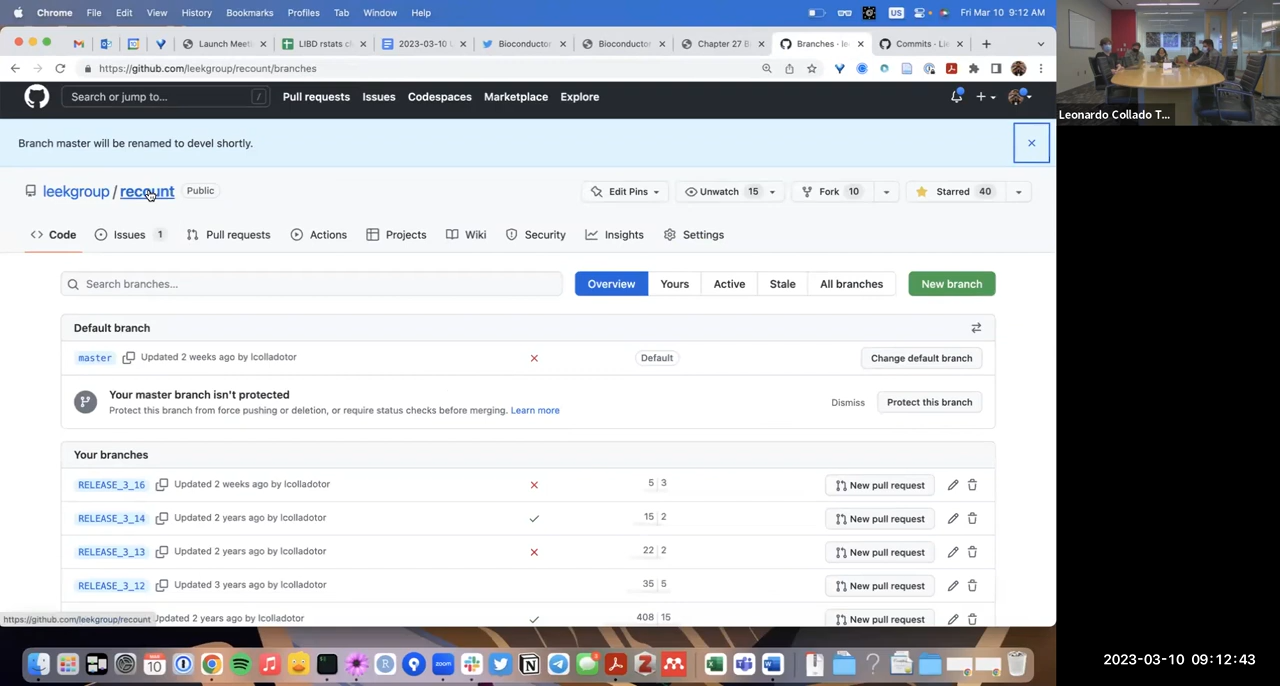 Chrome File Edit View History Bookmarks Profiles Tab Window Help US Fri Mar 10 9:12 AM
Launch Meeti LIBD rstats c 2023-03-10 Bioconductor Bioconductor Chapter 27 B Branches · le Commits · Li
https://github.com/leekgroup/recount/branches
Search or jump to... / Pull requests Issues Codespaces Marketplace Explore
Branch master will be renamed to devel shortly.
leekgroup / recount Public Edit Pins Unwatch 15 Fork 10 Starred 40
Code Issues 1 Pull requests Actions Projects Wiki Security Insights Settings
Search branches... Overview Yours Active Stale All branches New branch
Default branch
master Updated 2 weeks ago by lcolladotor Default Change default branch
Your master branch isn't protected
Protect this branch from force pushing or deletion, or require status checks before merging. Learn more Dismiss Protect this branch
Your branches
RELEASE_3_16 Updated 2 weeks ago by lcolladotor 5 3 New pull request
RELEASE_3_14 Updated 2 years ago by lcolladotor 15 2 New pull request
RELEASE_3_13 Updated 2 years ago by lcolladotor 22 2 New pull request
RELEASE_3_12 Updated 3 years ago by lcolladotor 35 5 New pull request
Updated 2 years ago by lcolladotor 408 15 New pull request
https://github.com/leekgroup/recount
Leonardo Collado T...
10 zoom
2023-03-10 09:12:43